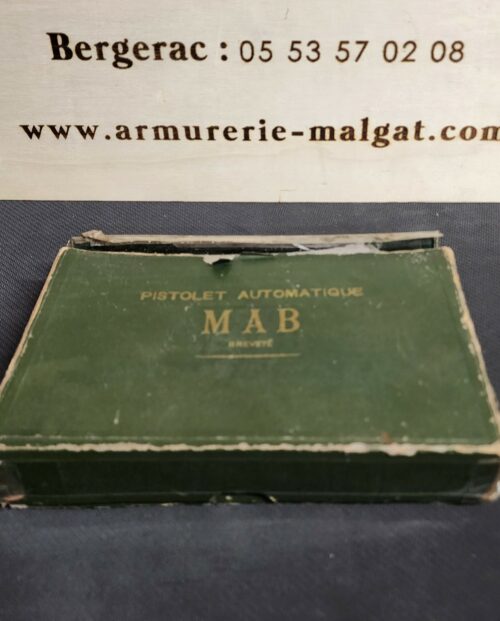 Bergerac : 05 53 57 02 08
www.armurerie-malgat.com
PISTOLET AUTOMATIQUE
MAB
BREVETÉ